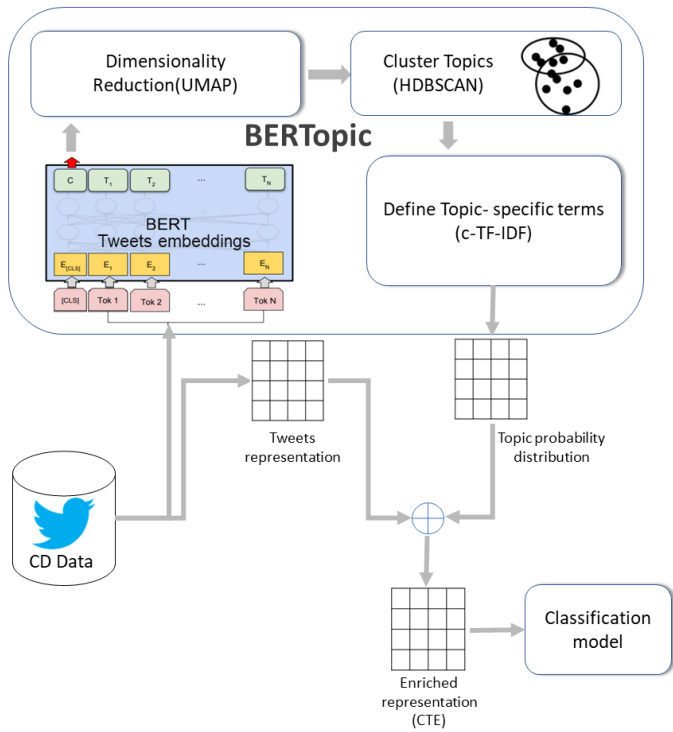 Dimensionality
Reduction(UMAP)
Cluster Topics
(HDBSCAN)
BERTopic
C T1 T2 ... TN
BERT
Tweets embeddings
E[CLS] E1 E2 ... EN
[CLS] Tok 1 Tok 2 ... Tok N
Define Topic- specific terms
(c-TF-IDF)
Tweets
representation
Topic probability
distribution
CD Data
Enriched
representation
(CTE)
Classification
model